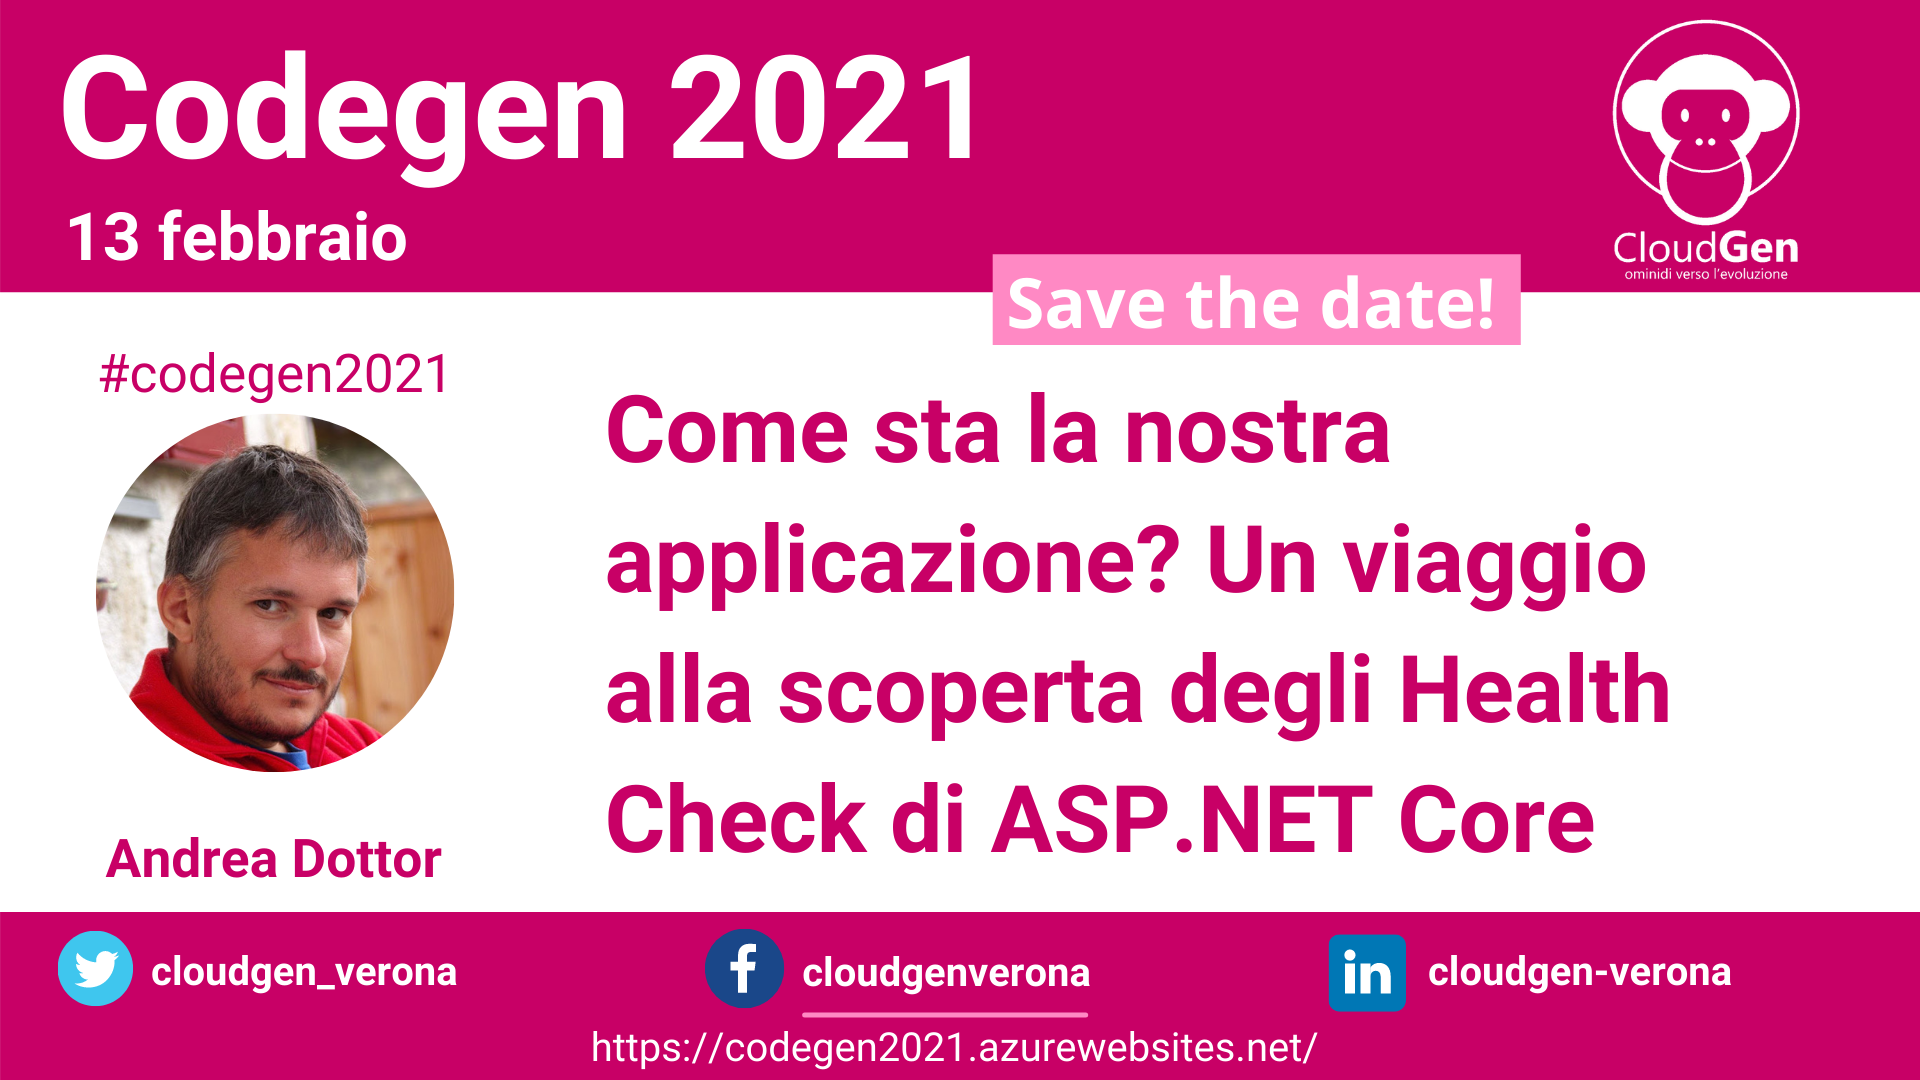 Codegen 2021
13 febbraio
CloudGen
ominidi verso l'evoluzione
Save the date!
#codegen2021
Come sta la nostra
applicazione? Un viaggio
alla scoperta degli Health
Check di ASP.NET Core
Andrea Dottor
cloudgen_verona
cloudgenverona
cloudgen-verona
https://codegen2021.azurewebsites.net/